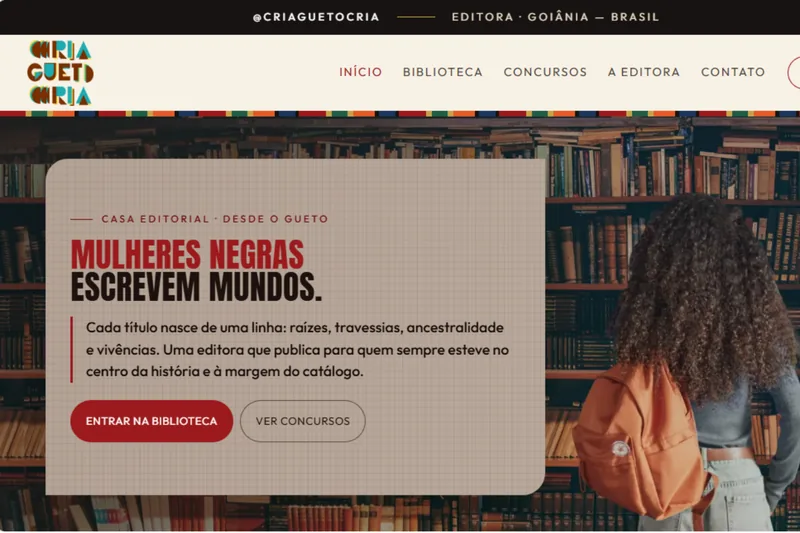 @CRIAGUETOCRIA EDITORA · GOIÂNIA — BRASIL
CRIA
GUETO
CRIA
INÍCIO BIBLIOTECA CONCURSOS A EDITORA CONTATO
CASA EDITORIAL · DESDE O GUETO
MULHERES NEGRAS
ESCREVEM MUNDOS.
Cada título nasce de uma linha: raízes, travessias, ancestralidade
e vivências. Uma editora que publica para quem sempre esteve no
centro da história e à margem do catálogo.
ENTRAR NA BIBLIOTECA VER CONCURSOS